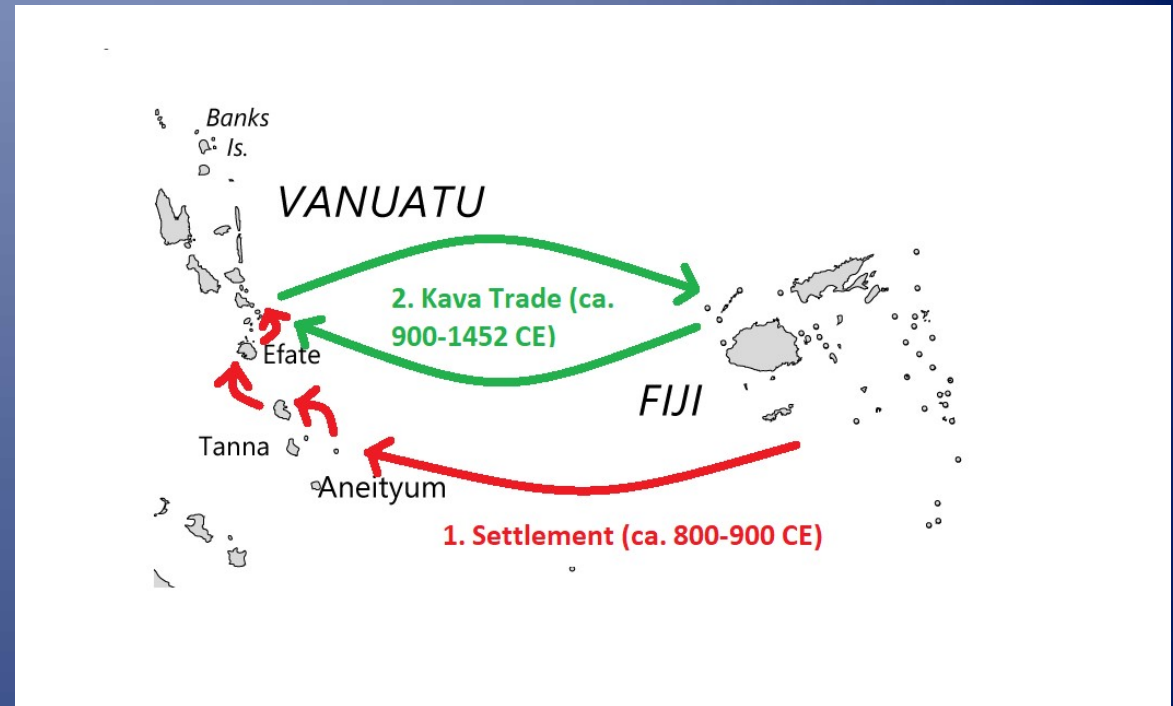 Banks
Is.
VANUATU
2. Kava Trade (ca.
900-1452 CE)
Efate
FIJI
Tanna
Aneityum
1. Settlement (ca. 800-900 CE)